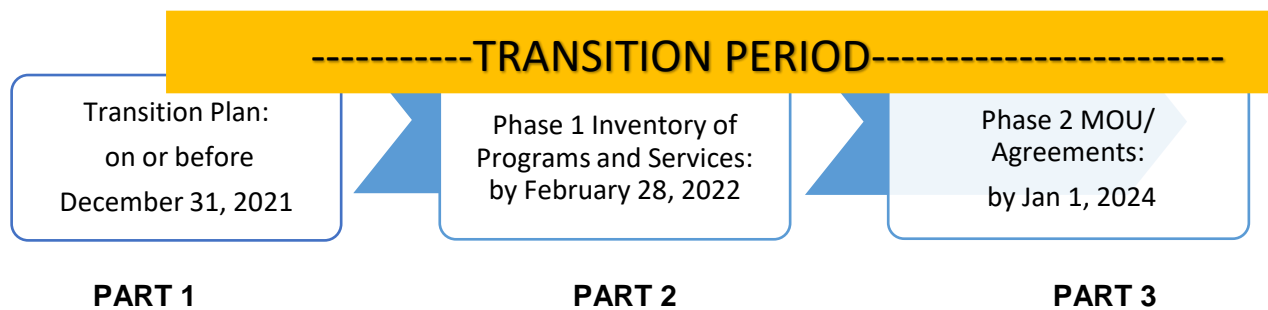 -----------TRANSITION PERIOD------------------------
Transition Plan:
on or before
December 31, 2021
Phase 1 Inventory of
Programs and Services:
by February 28, 2022
Phase 2 MOU/
Agreements:
by Jan 1, 2024
PART 1
PART 2
PART 3